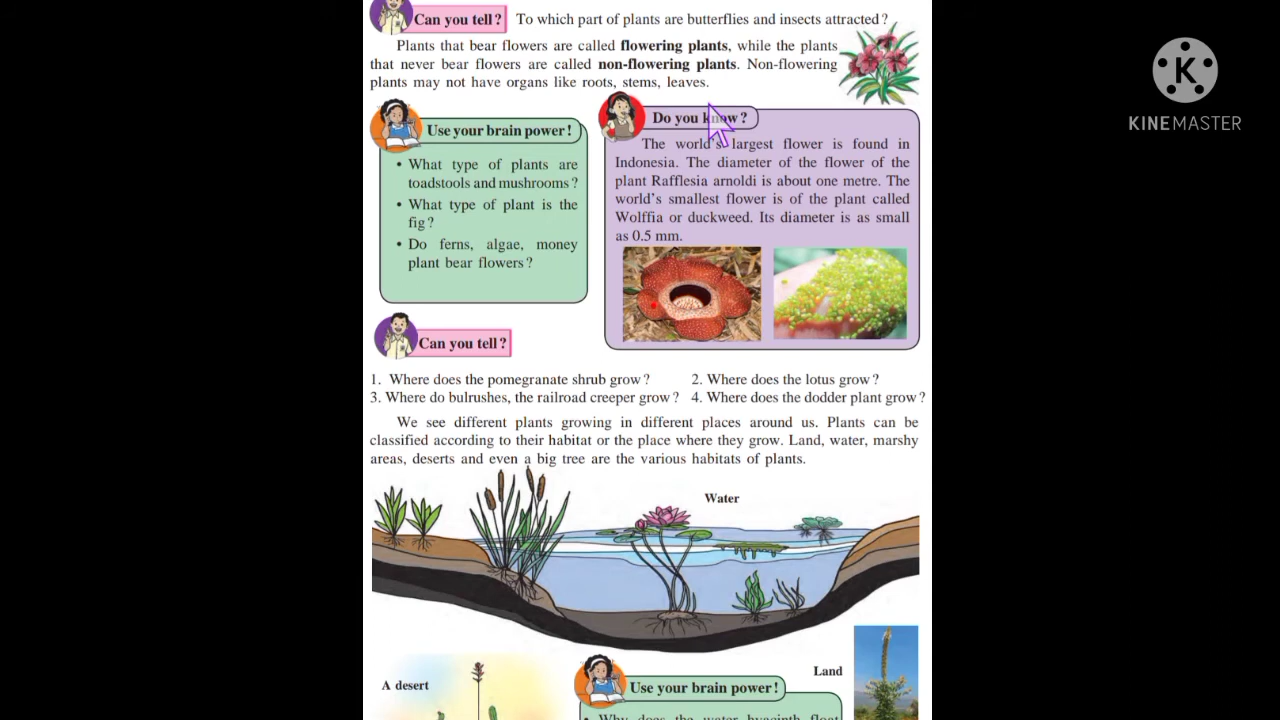 Can you tell? To which part of plants are butterflies and insects attracted?
Plants that bear flowers are called flowering plants, while the plants
that never bear flowers are called non-flowering plants. Non-flowering
plants may not have organs like roots, stems, leaves.
KINEMASTER
Use your brain power!
• What type of plants are
toadstools and mushrooms?
• What type of plant is the
fig?
• Do ferns, algae, money
plant bear flowers?
Do you know?
The world's largest flower is found in
Indonesia. The diameter of the flower of the
plant Rafflesia arnoldi is about one metre. The
world's smallest flower is of the plant called
Wolffia or duckweed. Its diameter is as small
as 0.5 mm.
Can you tell?
1. Where does the pomegranate shrub grow? 2. Where does the lotus grow?
3. Where do bulrushes, the railroad creeper grow? 4. Where does the dodder plant grow?
We see different plants growing in different places around us. Plants can be
classified according to their habitat or the place where they grow. Land, water, marshy
areas, deserts and even a big tree are the various habitats of plants.
Water
A desert
Use your brain power!
• Why does the water hyacinth float
Land